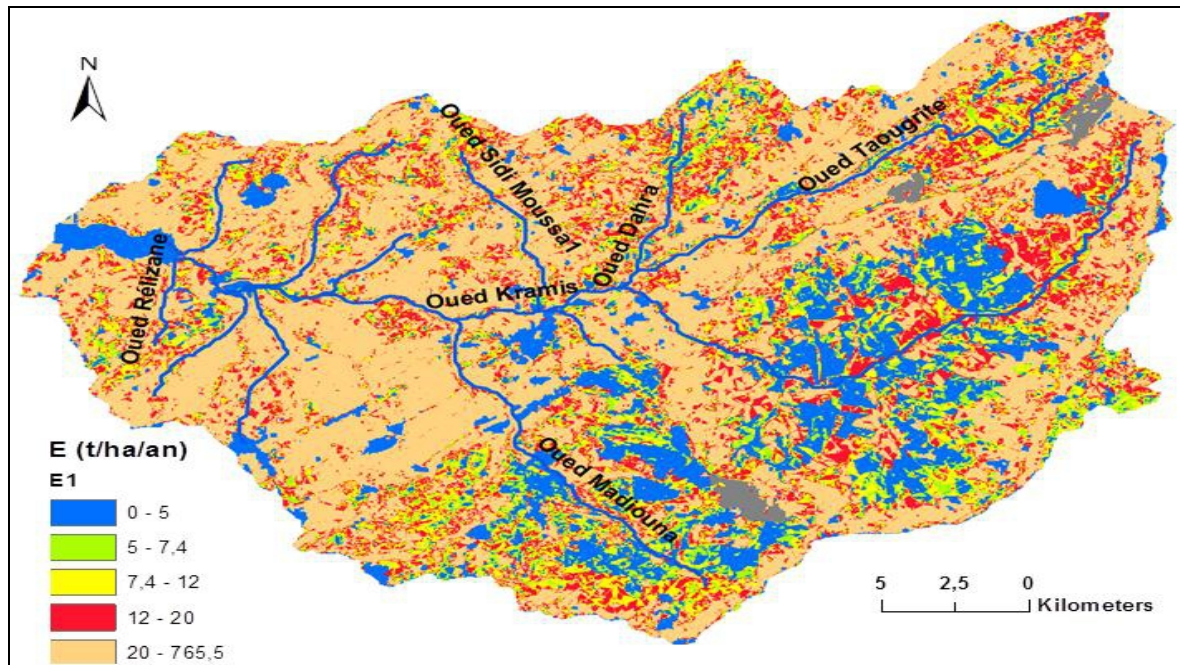 N
Oued Sidi Moussa1
Oued Taougrite
Oued Dahra
Oued Rélizane
Oued Kramis
Oued Madiouna
E (t/ha/an)
E1
0 - 5
5 - 7,4
7,4 - 12
12 - 20
20 - 765,5
5 2,5 0
Kilometers